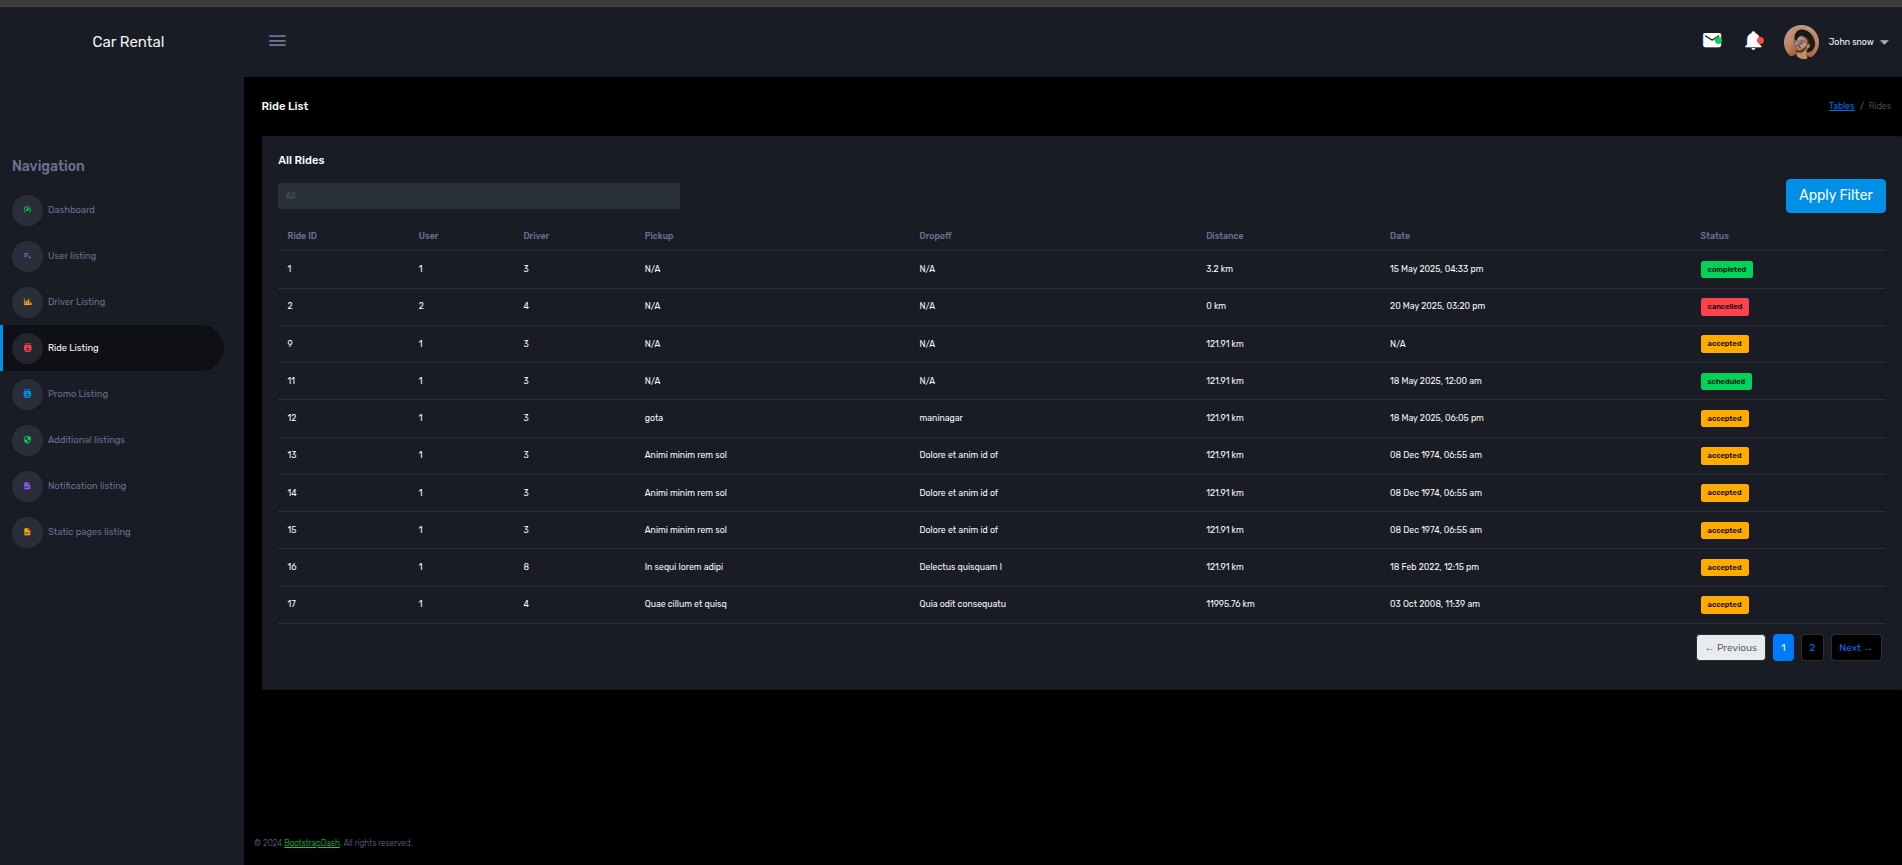 Car Rental
John snow
Ride List
Tables / Rides
Navigation
Dashboard
User listing
Driver Listing
Ride Listing
Promo Listing
Additional listings
Notification listing
Static pages listing
All Rides
All
Apply Filter
Ride ID User Driver Pickup Dropoff Distance Date Status
1 1 3 N/A N/A 3.2 km 15 May 2025, 04:33 pm completed
2 2 4 N/A N/A 0 km 20 May 2025, 03:20 pm cancelled
9 1 3 N/A N/A 121.91 km N/A accepted
11 1 3 N/A N/A 121.91 km 18 May 2025, 12:00 am scheduled
12 1 3 gota maninagar 121.91 km 18 May 2025, 06:05 pm accepted
13 1 3 Animi minim rem sol Dolore et anim id of 121.91 km 08 Dec 1974, 06:55 am accepted
14 1 3 Animi minim rem sol Dolore et anim id of 121.91 km 08 Dec 1974, 06:55 am accepted
15 1 3 Animi minim rem sol Dolore et anim id of 121.91 km 08 Dec 1974, 06:55 am accepted
16 1 8 In sequi lorem adipi Delectus quisquam l 121.91 km 18 Feb 2022, 12:15 pm accepted
17 1 4 Quae cillum et quisq Quia odit consequatu 11995.76 km 03 Oct 2008, 11:39 am accepted
← Previous 1 2 Next →
© 2024 BootstrapDash. All rights reserved.